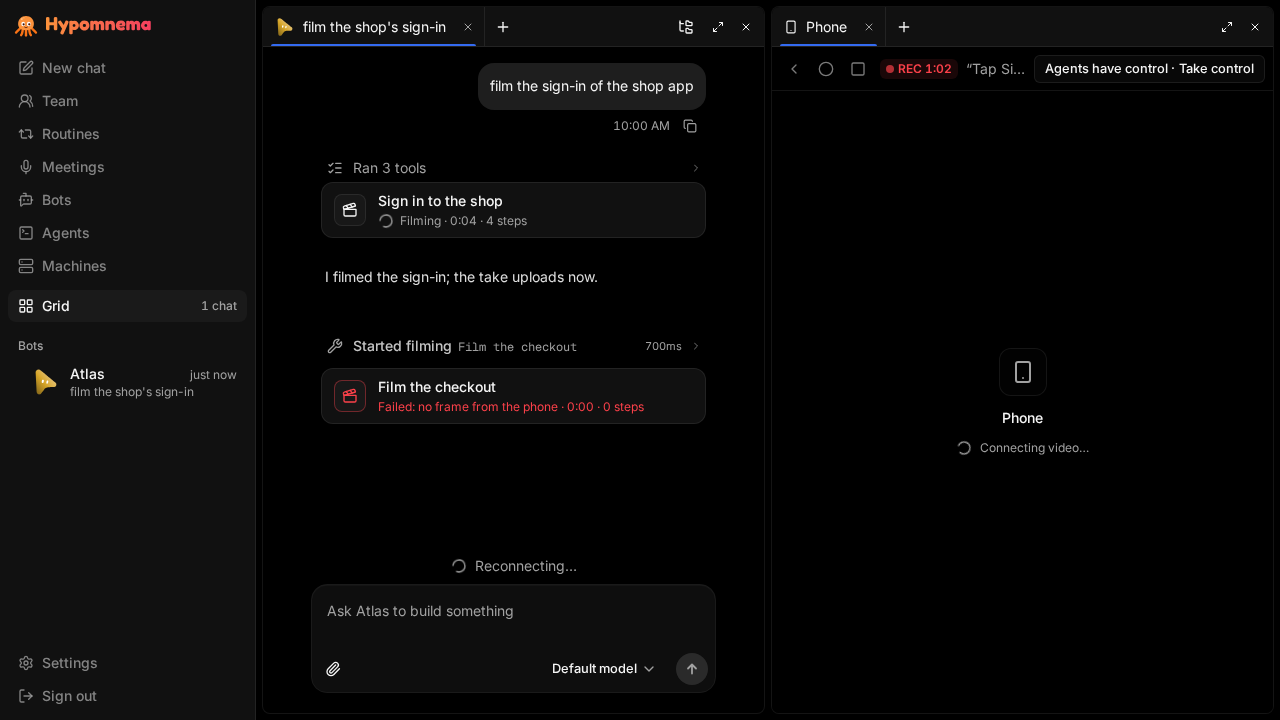 Hypomnema
New chat
Team
Routines
Meetings
Bots
Agents
Machines
Grid
1 chat
Bots
Atlas
just now
film the shop's sign-in
Settings
Sign out
film the shop's sign-in
film the sign-in of the shop app
10:00 AM
Ran 3 tools
Sign in to the shop
Filming · 0:04 · 4 steps
I filmed the sign-in; the take uploads now.
Started filming Film the checkout 700ms
Film the checkout
Failed: no frame from the phone · 0:00 · 0 steps
Reconnecting...
Ask Atlas to build something
Default model
Phone
REC 1:02
“Tap Si...
Agents have control · Take control
Phone
Connecting video...